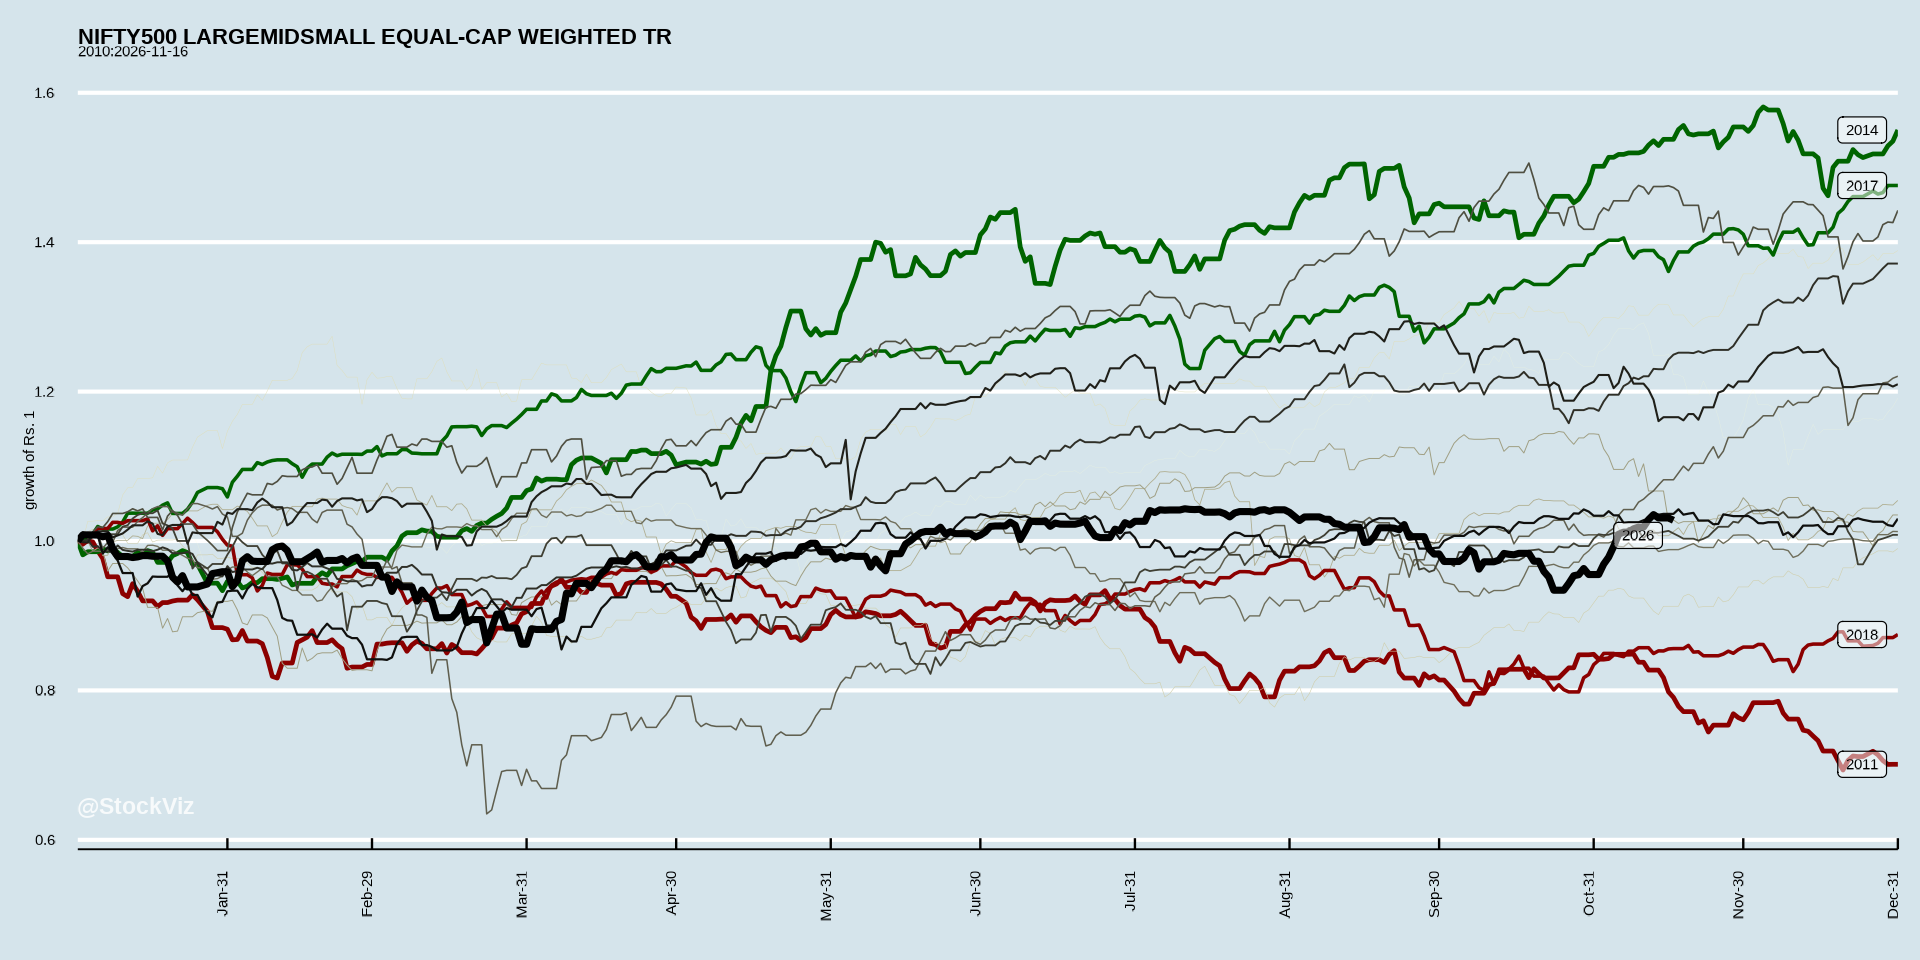 NIFTY500 LARGEMIDSMALL EQUAL-CAP WEIGHTED TR
2010:2026-11-16
1.6
1.4
1.2
1.0
0.8
0.6
growth of Rs. 1
2014
2017
2026
2018
2011
@StockViz
Jan-31
Feb-29
Mar-31
Apr-30
May-31
Jun-30
Jul-31
Aug-31
Sep-30
Oct-31
Nov-30
Dec-31